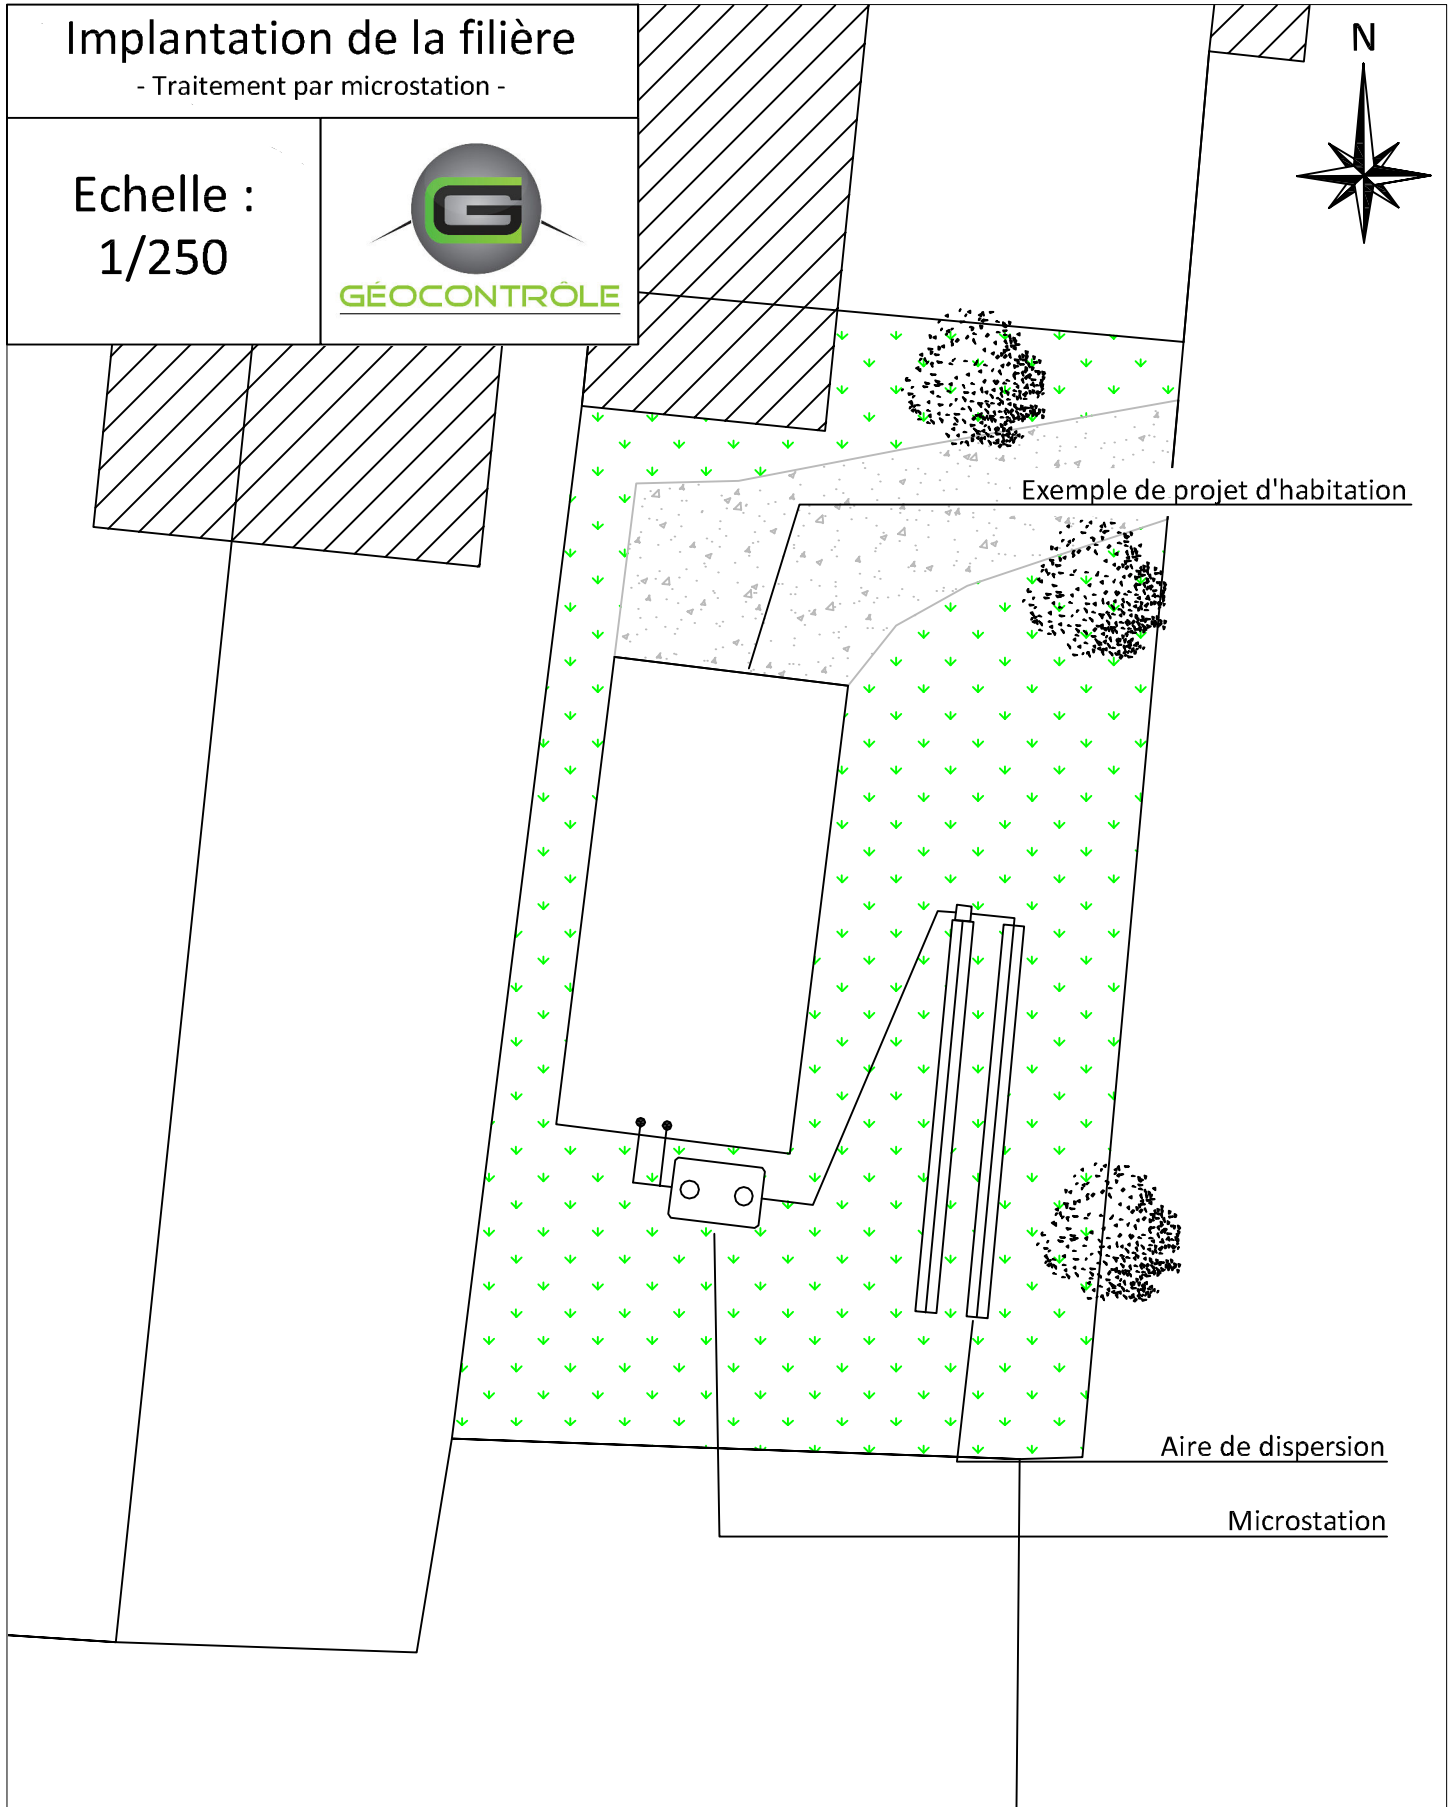 Implantation de la filière
- Traitement par microstation -
Echelle :
1/250
GÉOCONTRÔLE
N
Exemple de projet d'habitation
Aire de dispersion
Microstation